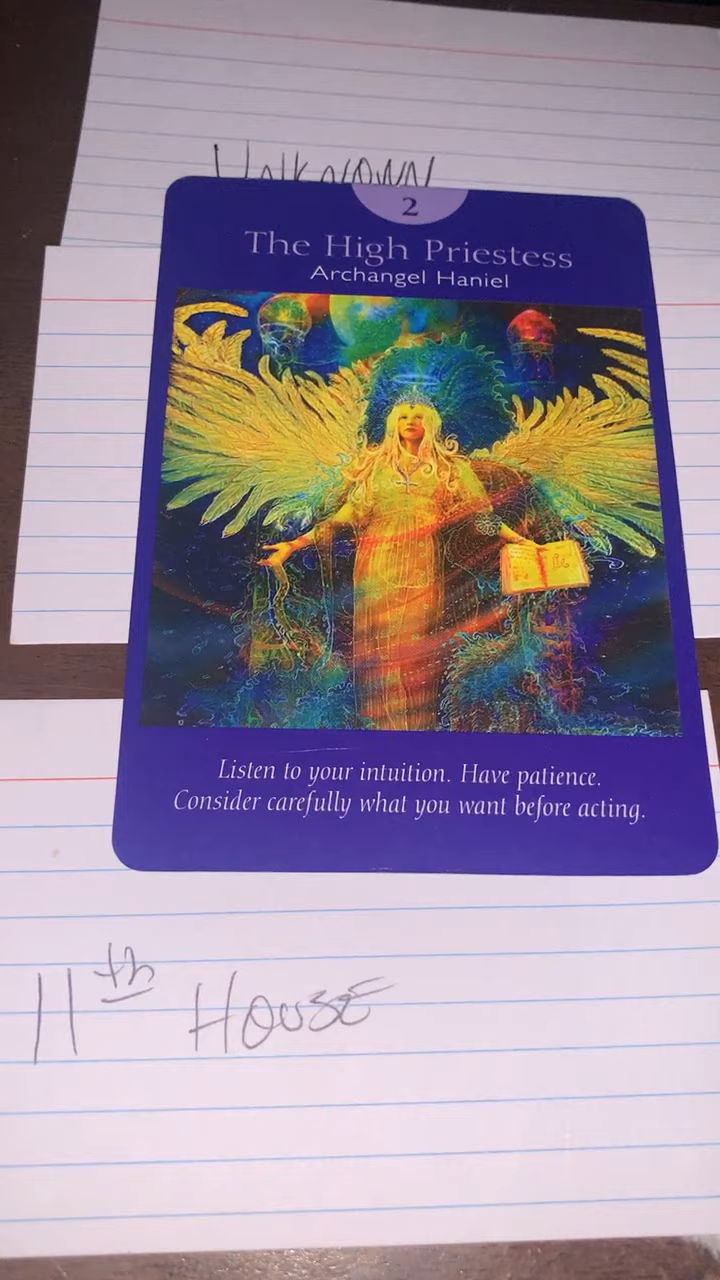 Unknown
2
The High Priestess
Archangel Haniel
Listen to your intuition. Have patience.
Consider carefully what you want before acting.
11th House